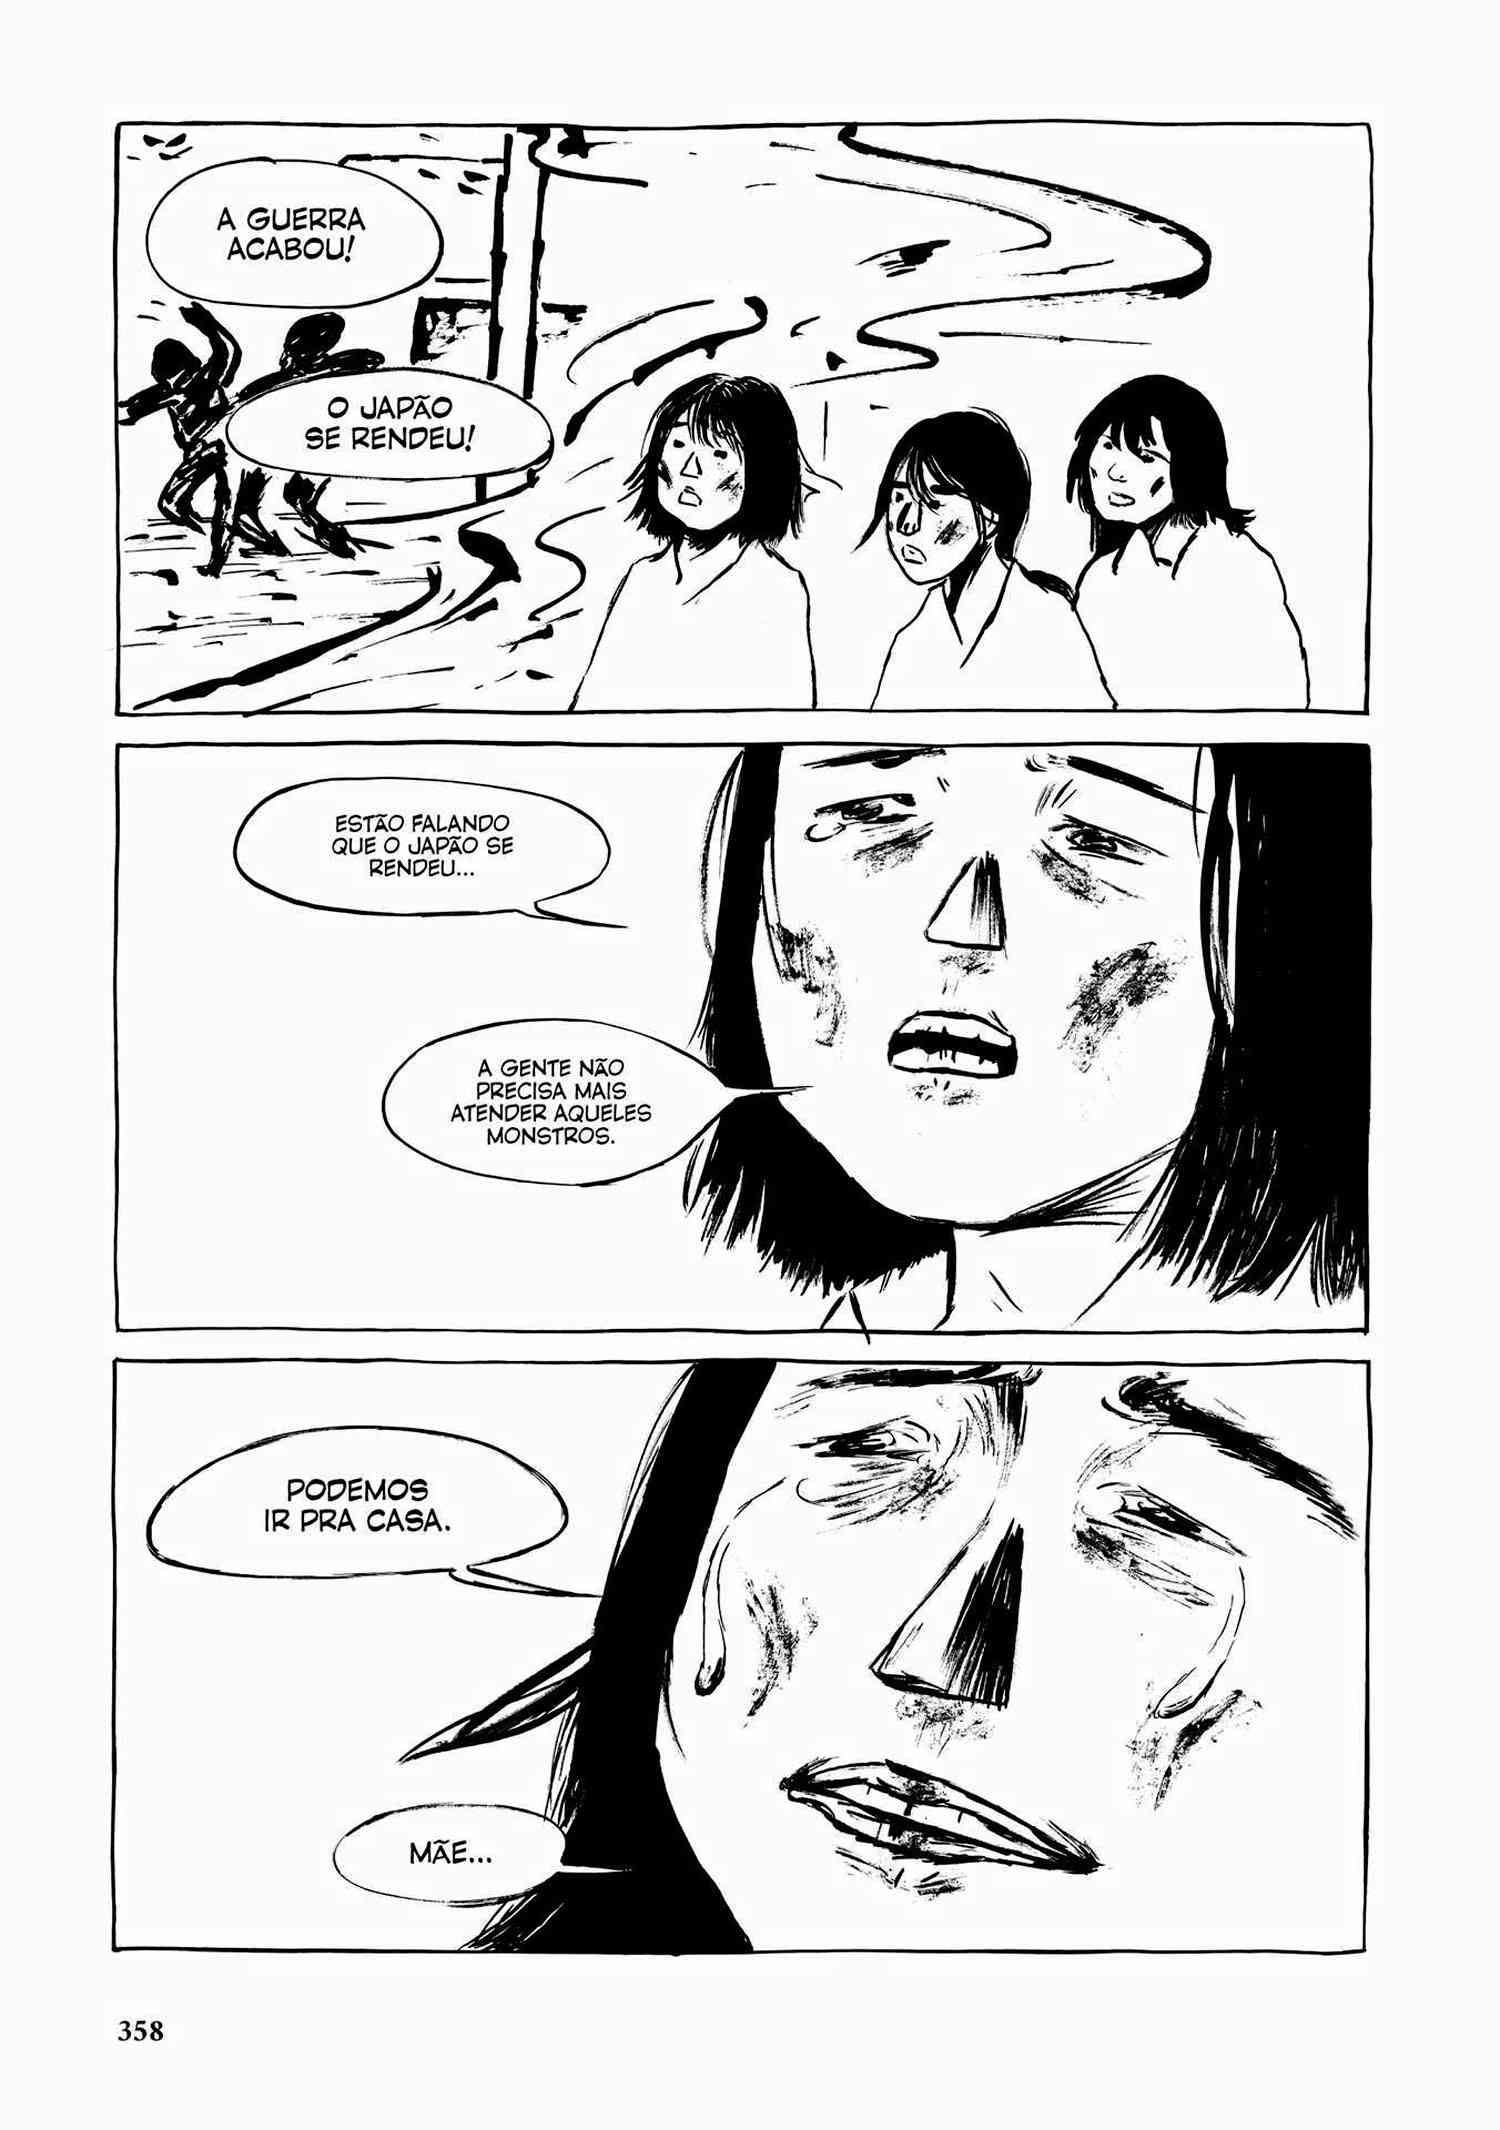 A GUERRA
ACABOU!
O JAPÃO
SE RENDEU!
ESTÃO FALANDO
QUE O JAPÃO SE
RENDEU...
A GENTE NÃO
PRECISA MAIS
ATENDER AQUELES
MONSTROS.
PODEMOS
IR PRA CASA.
MÃE...
358